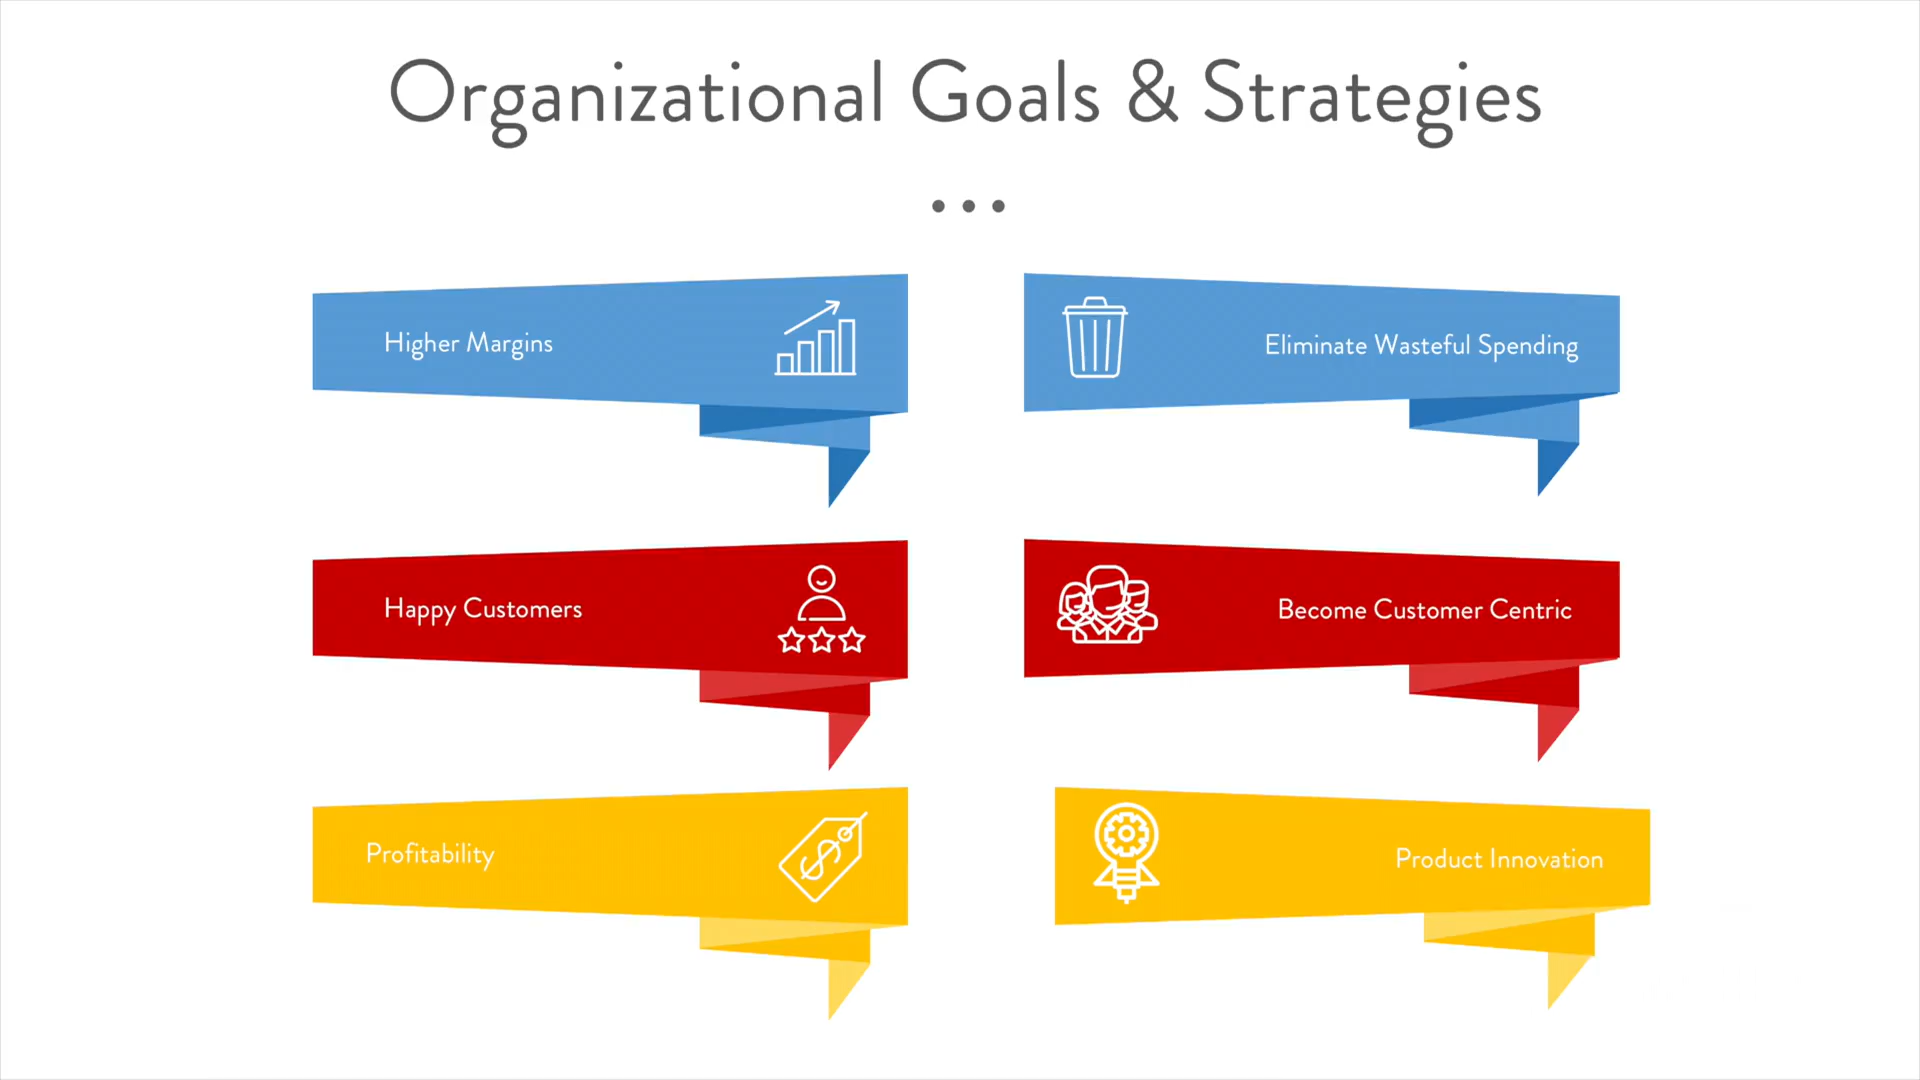 Organizational Goals & Strategies
Higher Margins
Eliminate Wasteful Spending
Happy Customers
Become Customer Centric
Profitability
Product Innovation